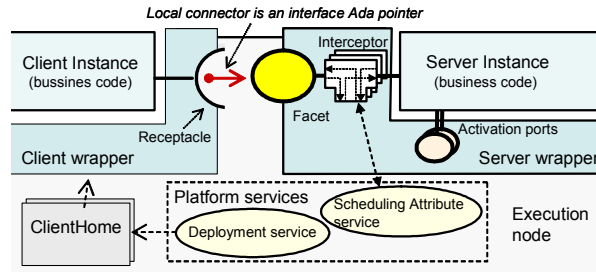 Local connector is an interface Ada pointer
Interceptor
Client Instance
(bussines code)
Server Instance
(business code)
Receptacle
Facet
Activation ports
Client wrapper
Server wrapper
Platform services
Scheduling Attribute
service
ClientHome
Deployment service
Execution
node